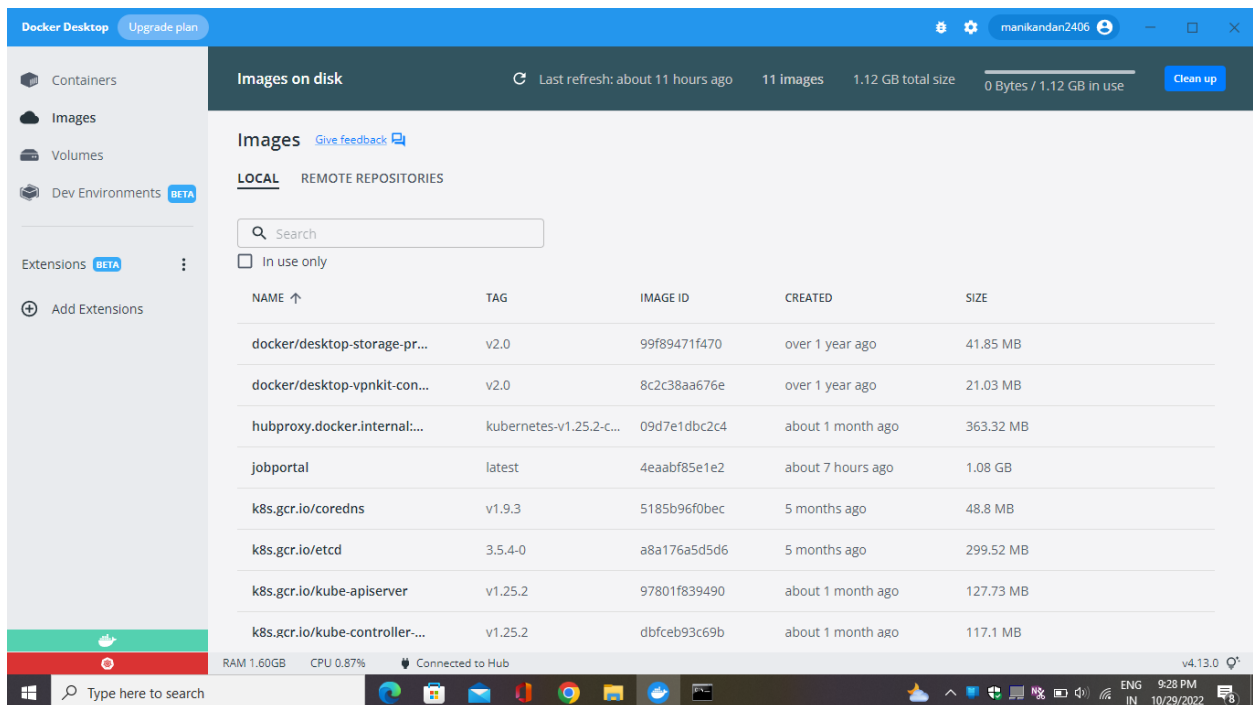 Docker Desktop Upgrade plan manikandan2406
Containers
Images
Volumes
Dev Environments BETA
Extensions BETA
Add Extensions
Images on disk Last refresh: about 11 hours ago 11 images 1.12 GB total size 0 Bytes / 1.12 GB in use Clean up
Images Give feedback
LOCAL REMOTE REPOSITORIES
Search
In use only
NAME TAG IMAGE ID CREATED SIZE
docker/desktop-storage-pr... v2.0 99f89471f470 over 1 year ago 41.85 MB
docker/desktop-vpnkit-con... v2.0 8c2c38aa676e over 1 year ago 21.03 MB
hubproxy.docker.internal:... kubernetes-v1.25.2-c... 09d7e1dbc2c4 about 1 month ago 363.32 MB
jobportal latest 4eaabf85e1e2 about 7 hours ago 1.08 GB
k8s.gcr.io/coredns v1.9.3 5185b96f0bec 5 months ago 48.8 MB
k8s.gcr.io/etcd 3.5.4-0 a8a176a5d5d6 5 months ago 299.52 MB
k8s.gcr.io/kube-apiserver v1.25.2 97801f839490 about 1 month ago 127.73 MB
k8s.gcr.io/kube-controller-... v1.25.2 dbfceb93c69b about 1 month ago 117.1 MB
RAM 1.60GB CPU 0.87% Connected to Hub v4.13.0
Type here to search ENG 9:28 PM
IN 10/29/2022 8